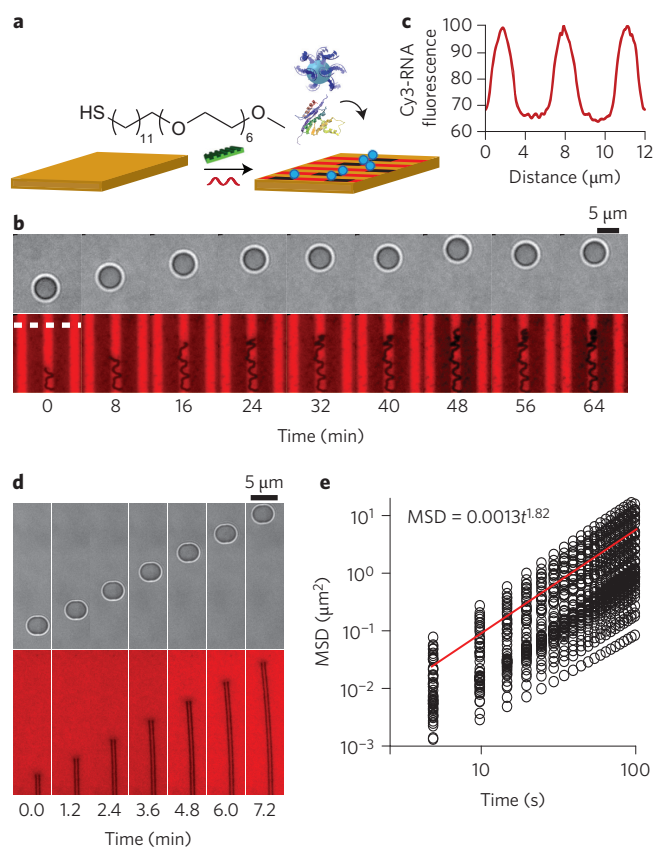 a
HS
11
O
O
6
O
c
Cy3-RNA
fluorescence
100
90
80
70
60
0 4 8 12
Distance (μm)
b
5 μm
0 8 16 24 32 40 48 56 64
Time (min)
d
5 μm
0.0 1.2 2.4 3.6 4.8 6.0 7.2
Time (min)
e
MSD = 0.0013t^1.82
MSD (μm²)
10¹
10⁰
10⁻¹
10⁻²
10⁻³
10 100
Time (s)